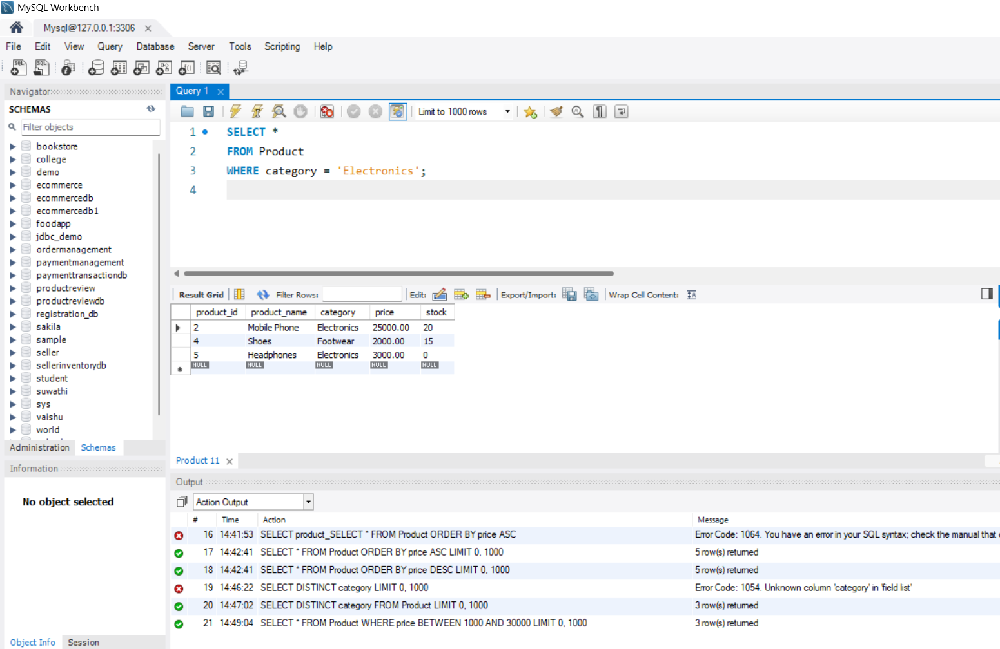 MySQL Workbench
Mysql@127.0.0.1:3306
File Edit View Query Database Server Tools Scripting Help
Navigator
SCHEMAS
Filter objects
bookstore
college
demo
ecommerce
ecommercedb
ecommercedb1
foodapp
jdbc_demo
ordermanagement
paymentmanagement
paymenttransactiondb
productreview
productreviewdb
registration_db
sakila
sample
seller
sellerinventorydb
student
suwathi
sys
vaishu
world
Administration Schemas
Information
No object selected
Object Info Session
Query 1
Limit to 1000 rows
1 SELECT *
2 FROM Product
3 WHERE category = 'Electronics';
4
Result Grid Filter Rows: Edit: Export/Import: Wrap Cell Content:
product_id product_name category price stock
2 Mobile Phone Electronics 25000.00 20
4 Shoes Footwear 2000.00 15
5 Headphones Electronics 3000.00 0
NULL NULL NULL NULL NULL
Product 11
Output
Action Output
# Time Action Message
16 14:41:53 SELECT product_SELECT * FROM Product ORDER BY price ASC Error Code: 1064. You have an error in your SQL syntax; check the manual that
17 14:42:41 SELECT * FROM Product ORDER BY price ASC LIMIT 0, 1000 5 row(s) returned
18 14:42:41 SELECT * FROM Product ORDER BY price DESC LIMIT 0, 1000 5 row(s) returned
19 14:46:22 SELECT DISTINCT category LIMIT 0, 1000 Error Code: 1054. Unknown column 'category' in 'field list'
20 14:47:02 SELECT DISTINCT category FROM Product LIMIT 0, 1000 3 row(s) returned
21 14:49:04 SELECT * FROM Product WHERE price BETWEEN 1000 AND 30000 LIMIT 0, 1000 3 row(s) returned